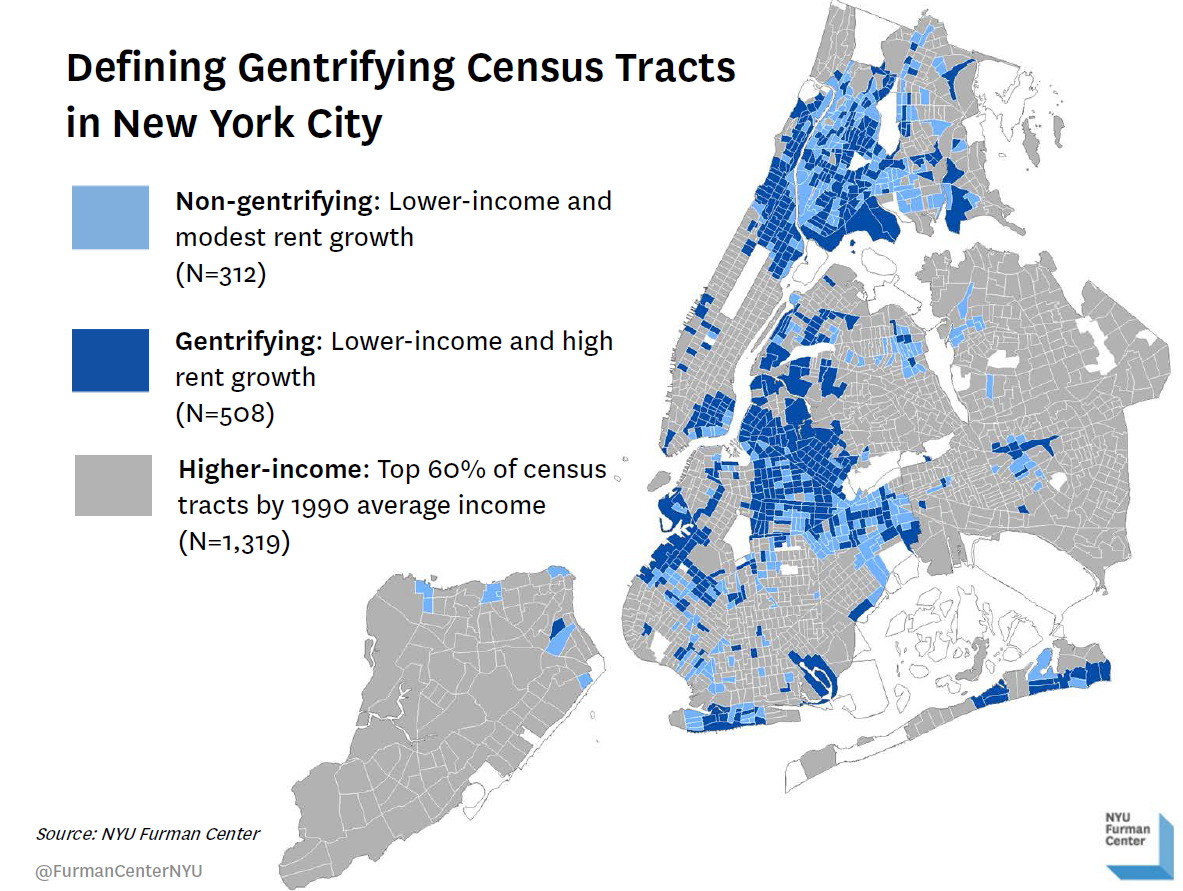 Defining Gentrifying Census Tracts
in New York City
Non-gentrifying: Lower-income and
modest rent growth
(N=312)
Gentrifying: Lower-income and high
rent growth
(N=508)
Higher-income: Top 60% of census
tracts by 1990 average income
(N=1,319)
Source: NYU Furman Center
@FurmanCenterNYU
NYU
Furman
Center